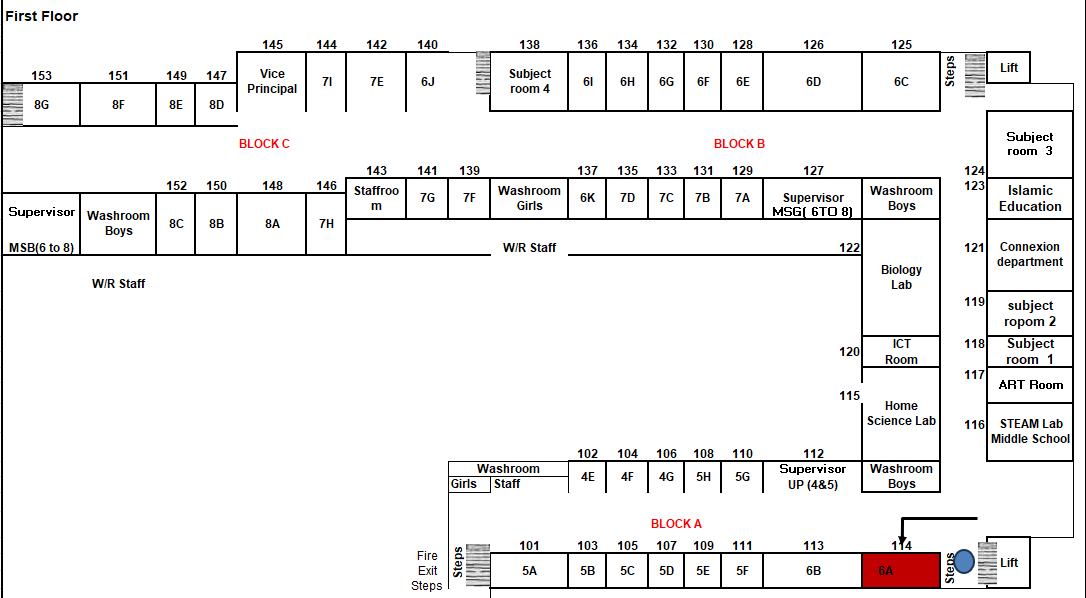 First Floor
145 144 142 140 138 136 134 132 130 128 126 125
Vice
Principal
7I 7E 6J
Subject
room 4
6I 6H 6G 6F 6E 6D 6C
Steps
Lift
153 151 149 147
8G 8F 8E 8D
BLOCK C
BLOCK B
Subject
room 3
124
143 141 139 137 135 133 131 129 127
Staffroo
m
7G 7F
Washroom
Girls
6K 7D 7C 7B 7A
Supervisor
MSG( 6TO 8)
Washroom
Boys
123
Islamic
Education
152 150 148 146
Supervisor
MSB(6 to 8)
Washroom
Boys
8C 8B 8A 7H
W/R Staff
W/R Staff
122
Biology
Lab
121
Connexion
department
119
subject
ropom 2
120
ICT
Room
118
Subject
room 1
117
ART Room
115
Home
Science Lab
116
STEAM Lab
Middle School
102 104 106 108 110 112
Washroom
Girls Staff
4E 4F 4G 5H 5G
Supervisor
UP (4&5)
Washroom
Boys
BLOCK A
101 103 105 107 109 111 113 114
Fire
Exit
Steps
Steps
5A 5B 5C 5D 5E 5F 6B 6A
Steps
Lift